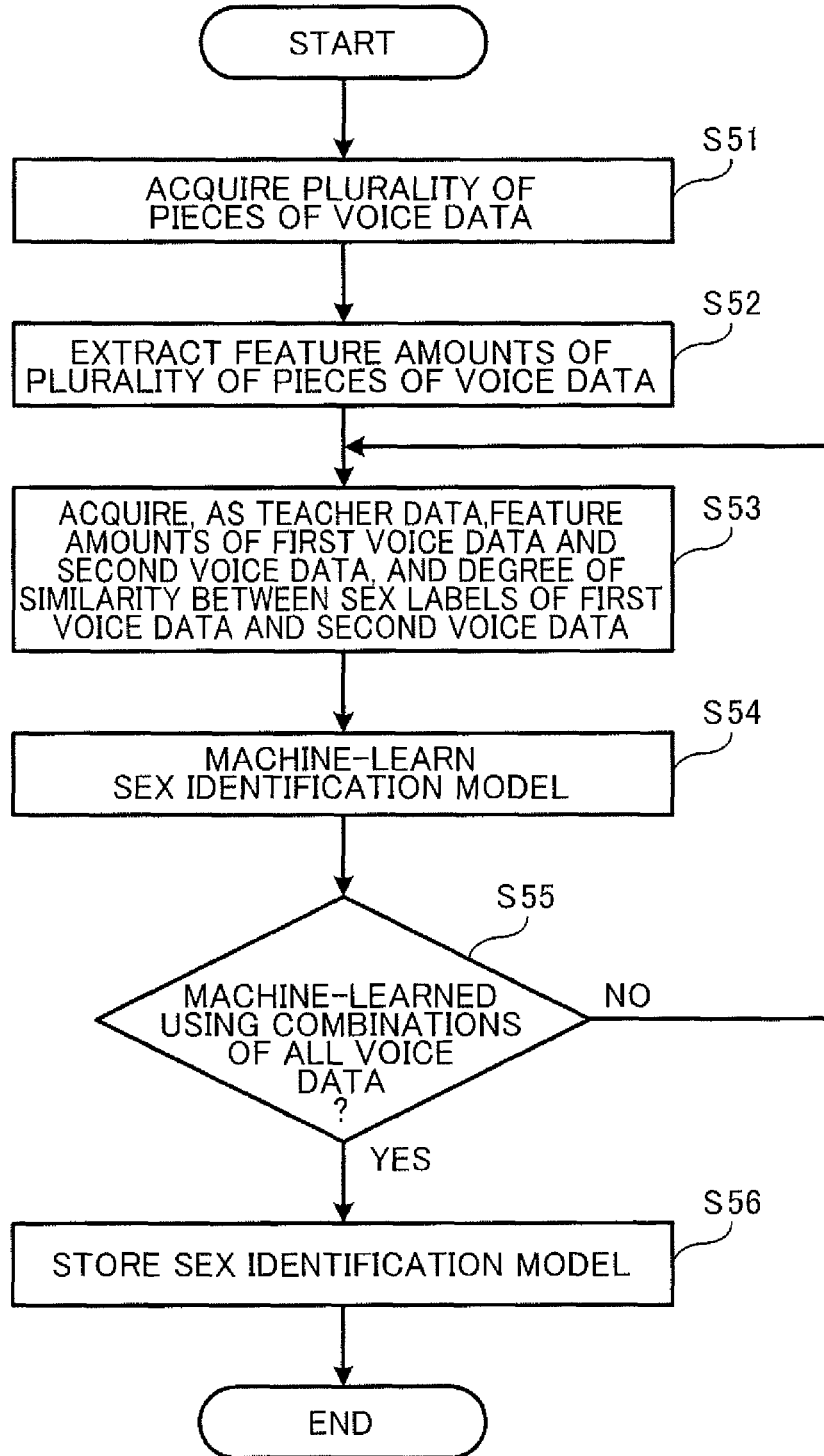 START
S51
ACQUIRE PLURALITY OF
PIECES OF VOICE DATA
S52
EXTRACT FEATURE AMOUNTS OF
PLURALITY OF PIECES OF VOICE DATA
S53
ACQUIRE, AS TEACHER DATA,FEATURE
AMOUNTS OF FIRST VOICE DATA AND
SECOND VOICE DATA, AND DEGREE OF
SIMILARITY BETWEEN SEX LABELS OF FIRST
VOICE DATA AND SECOND VOICE DATA
S54
MACHINE-LEARN
SEX IDENTIFICATION MODEL
S55
MACHINE-LEARNED
USING COMBINATIONS
OF ALL VOICE
DATA
?
NO
YES
S56
STORE SEX IDENTIFICATION MODEL
END